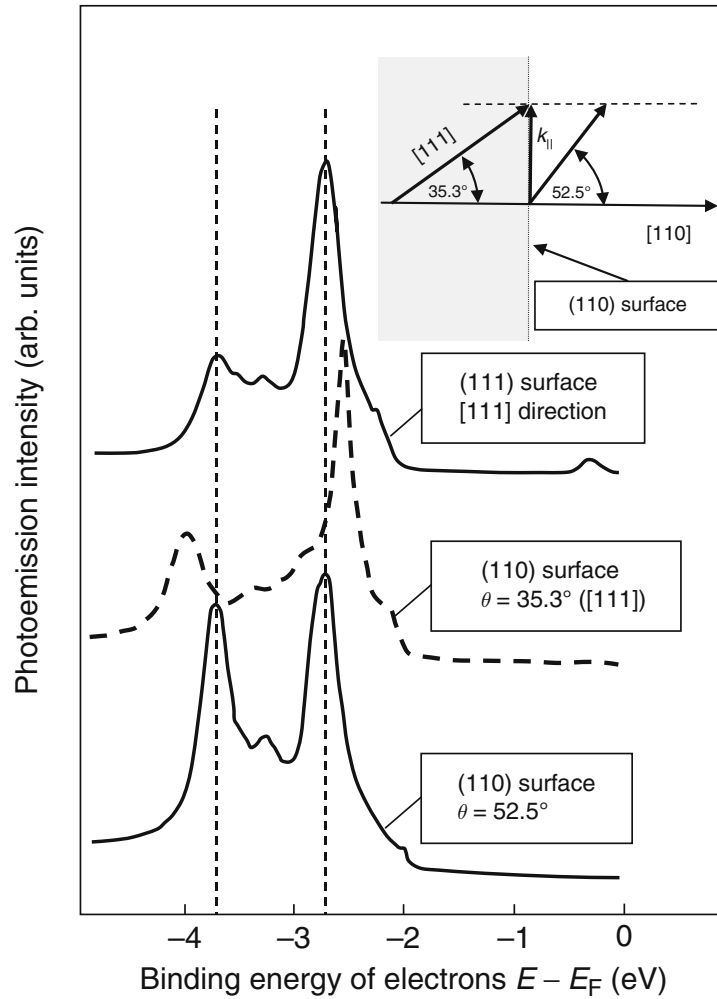 [111]
k||
35.3°
52.5°
[110]
(110) surface
(111) surface
[111] direction
(110) surface
θ = 35.3° ([111])
(110) surface
θ = 52.5°
Photoemission intensity (arb. units)
−4 −3 −2 −1 0
Binding energy of electrons E − EF (eV)